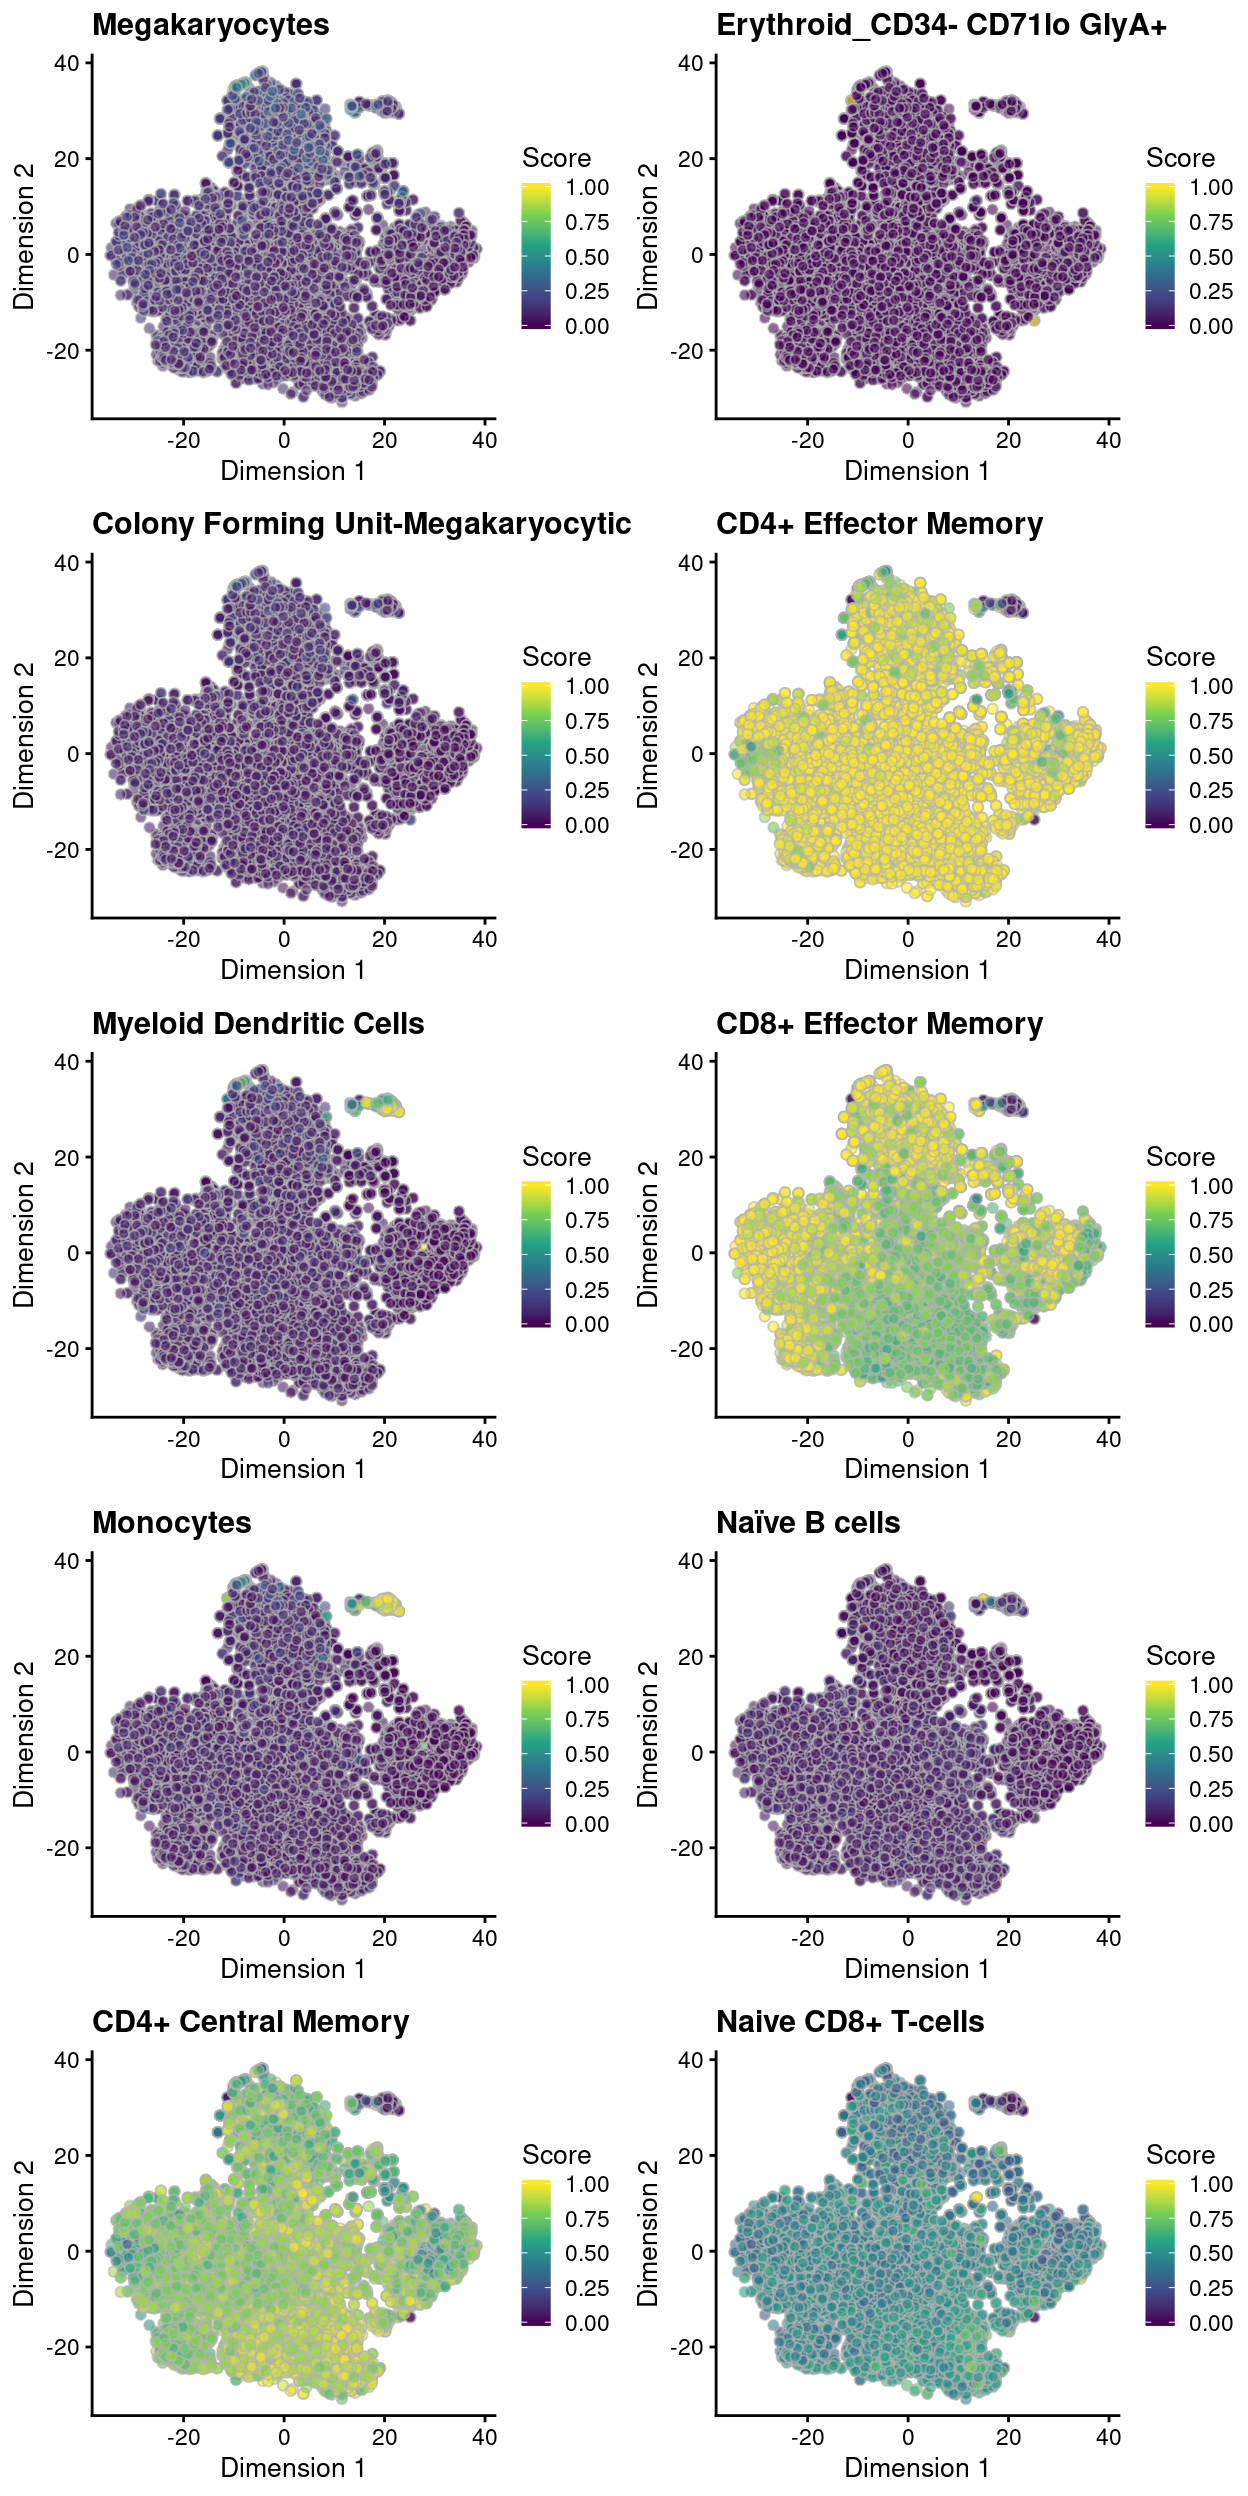 Megakaryocytes
40
20
0
-20
-20 0 20 40
Dimension 1
Dimension 2
Score
1.00
0.75
0.50
0.25
0.00
Erythroid_CD34- CD71lo GlyA+
40
20
0
-20
-20 0 20 40
Dimension 1
Dimension 2
Score
1.00
0.75
0.50
0.25
0.00
Colony Forming Unit-Megakaryocytic
40
20
0
-20
-20 0 20 40
Dimension 1
Dimension 2
Score
1.00
0.75
0.50
0.25
0.00
CD4+ Effector Memory
40
20
0
-20
-20 0 20 40
Dimension 1
Dimension 2
Score
1.00
0.75
0.50
0.25
0.00
Myeloid Dendritic Cells
40
20
0
-20
-20 0 20 40
Dimension 1
Dimension 2
Score
1.00
0.75
0.50
0.25
0.00
CD8+ Effector Memory
40
20
0
-20
-20 0 20 40
Dimension 1
Dimension 2
Score
1.00
0.75
0.50
0.25
0.00
Monocytes
40
20
0
-20
-20 0 20 40
Dimension 1
Dimension 2
Score
1.00
0.75
0.50
0.25
0.00
Naïve B cells
40
20
0
-20
-20 0 20 40
Dimension 1
Dimension 2
Score
1.00
0.75
0.50
0.25
0.00
CD4+ Central Memory
40
20
0
-20
-20 0 20 40
Dimension 1
Dimension 2
Score
1.00
0.75
0.50
0.25
0.00
Naive CD8+ T-cells
40
20
0
-20
-20 0 20 40
Dimension 1
Dimension 2
Score
1.00
0.75
0.50
0.25
0.00